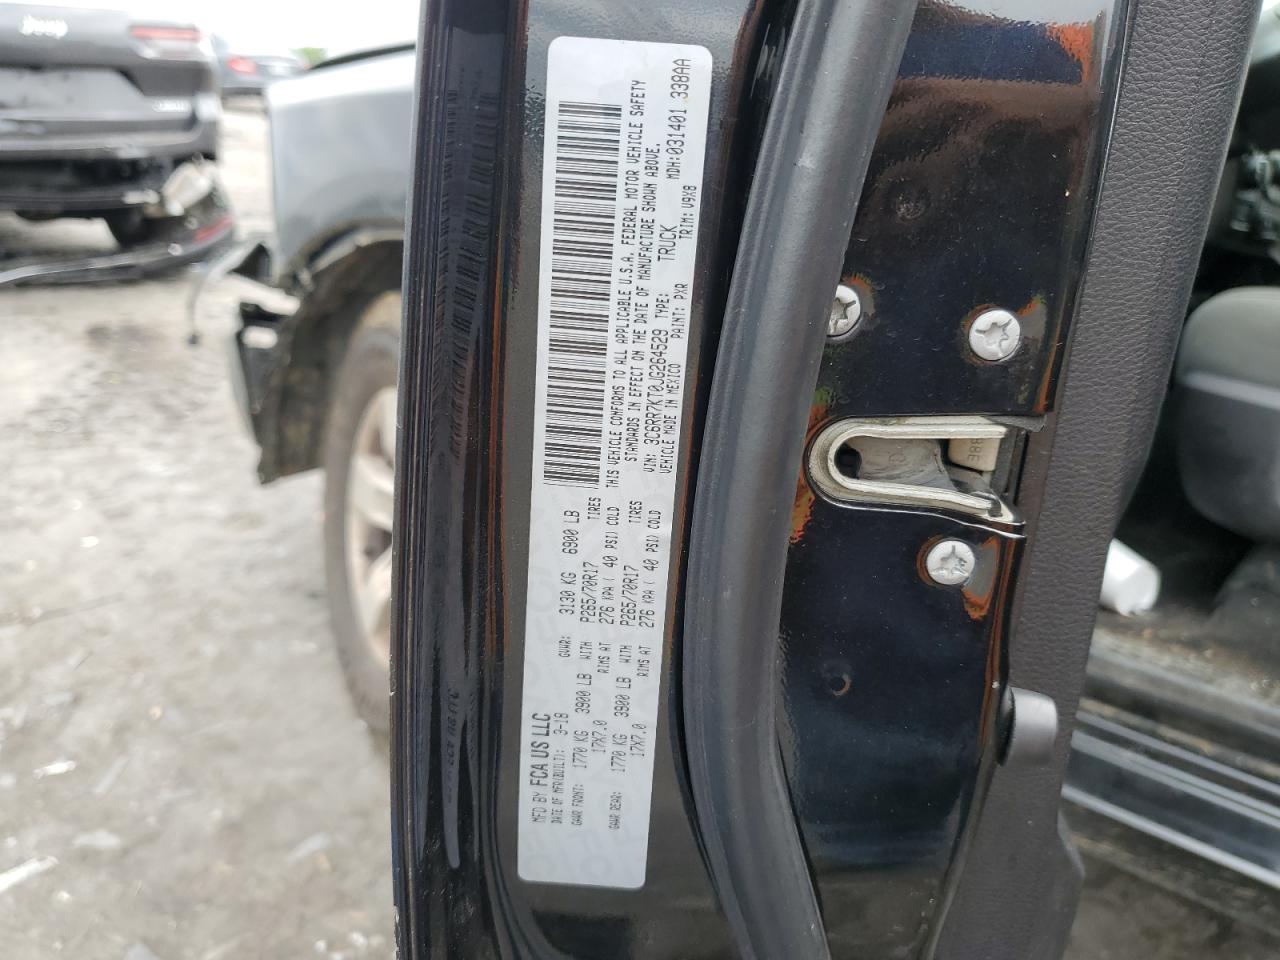 MFD BY FCA US LLC
DATE OF MFR(BUILT): 3-18 GVWR: 3130 KG 6900 LB
GAWR FRONT: 1770 KG 3900 LB WITH P265/70R17 TIRES
17X7.0 RIMS AT 276 KPA( 40 PSI) COLD
GAWR REAR: 1770 KG 3900 LB WITH P265/70R17 TIRES
17X7.0 RIMS AT 276 KPA( 40 PSI) COLD
THIS VEHICLE CONFORMS TO ALL APPLICABLE U.S.A. FEDERAL MOTOR VEHICLE SAFETY
STANDARDS IN EFFECT ON THE DATE OF MANUFACTURE SHOWN ABOVE.
VIN: 3C6RR7KT0JG264529 TYPE: TRUCK MDH:031401 338AA
VEHICLE MADE IN MEXICO PAINT: PXR TRIM: V9X8
Jeep